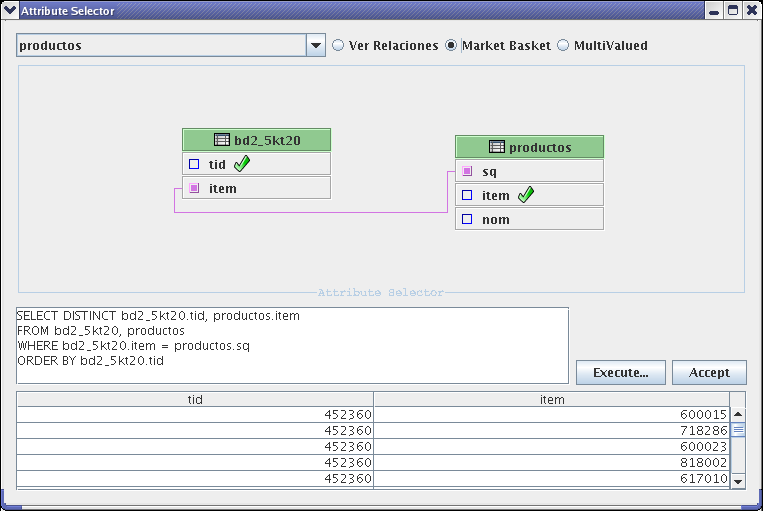 Attribute Selector
productos Ver Relaciones Market Basket MultiValued
bd2_5kt20
tid
item
productos
sq
item
nom
Attribute Selector
SELECT DISTINCT bd2_5kt20.tid, productos.item
FROM bd2_5kt20, productos
WHERE bd2_5kt20.item = productos.sq
ORDER BY bd2_5kt20.tid
Execute... Accept
tid item
452360 600015
452360 718286
452360 600023
452360 818002
452360 617010